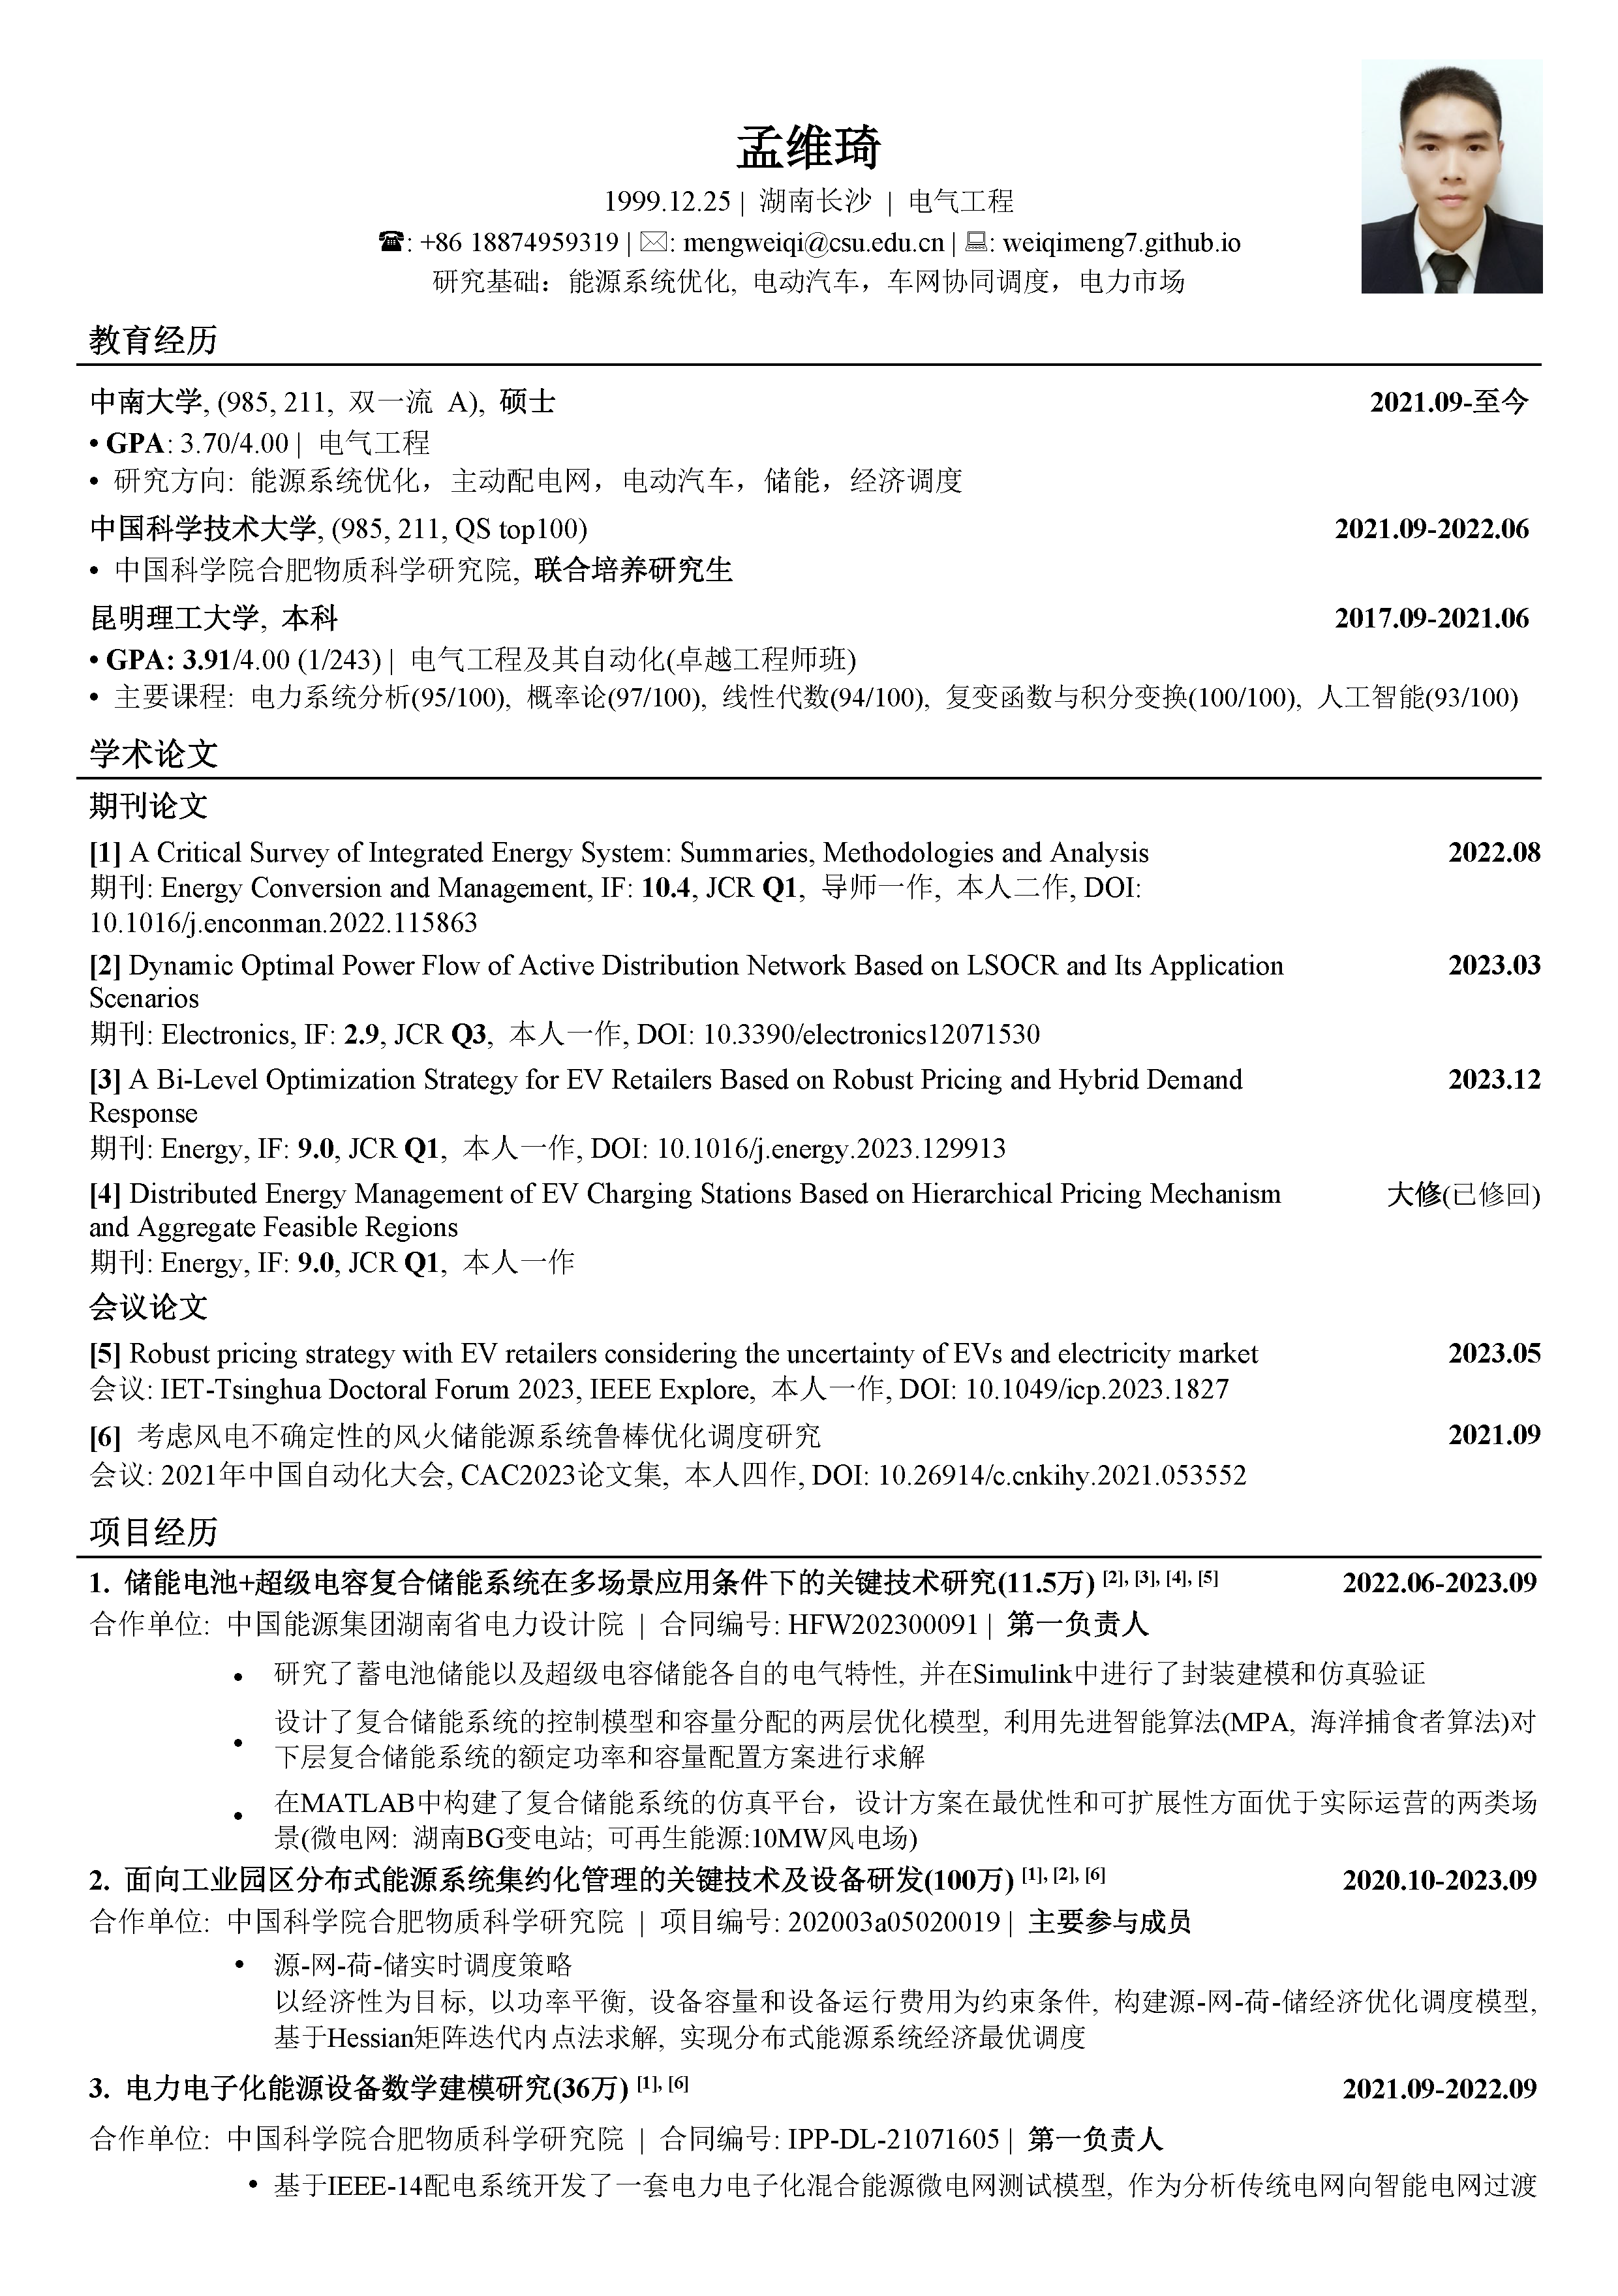 孟维琦
1999.12.25 | 湖南长沙 | 电气工程
☎: +86 18874959319 | ✉: mengweiqi@csu.edu.cn | 💻: weiqimeng7.github.io
研究基础：能源系统优化, 电动汽车，车网协同调度，电力市场
教育经历
中南大学, (985, 211, 双一流 A), 硕士 2021.09-至今
• GPA: 3.70/4.00 | 电气工程
• 研究方向: 能源系统优化，主动配电网，电动汽车，储能，经济调度
中国科学技术大学, (985, 211, QS top100) 2021.09-2022.06
• 中国科学院合肥物质科学研究院, 联合培养研究生
昆明理工大学, 本科 2017.09-2021.06
• GPA: 3.91/4.00 (1/243) | 电气工程及其自动化(卓越工程师班)
• 主要课程: 电力系统分析(95/100), 概率论(97/100), 线性代数(94/100), 复变函数与积分变换(100/100), 人工智能(93/100)
学术论文
期刊论文
[1] A Critical Survey of Integrated Energy System: Summaries, Methodologies and Analysis 2022.08
期刊: Energy Conversion and Management, IF: 10.4, JCR Q1, 导师一作, 本人二作, DOI:
10.1016/j.enconman.2022.115863
[2] Dynamic Optimal Power Flow of Active Distribution Network Based on LSOCR and Its Application 2023.03
Scenarios
期刊: Electronics, IF: 2.9, JCR Q3, 本人一作, DOI: 10.3390/electronics12071530
[3] A Bi-Level Optimization Strategy for EV Retailers Based on Robust Pricing and Hybrid Demand 2023.12
Response
期刊: Energy, IF: 9.0, JCR Q1, 本人一作, DOI: 10.1016/j.energy.2023.129913
[4] Distributed Energy Management of EV Charging Stations Based on Hierarchical Pricing Mechanism 大修(已修回)
and Aggregate Feasible Regions
期刊: Energy, IF: 9.0, JCR Q1, 本人一作
会议论文
[5] Robust pricing strategy with EV retailers considering the uncertainty of EVs and electricity market 2023.05
会议: IET-Tsinghua Doctoral Forum 2023, IEEE Explore, 本人一作, DOI: 10.1049/icp.2023.1827
[6] 考虑风电不确定性的风火储能源系统鲁棒优化调度研究 2021.09
会议: 2021年中国自动化大会, CAC2023论文集, 本人四作, DOI: 10.26914/c.cnkihy.2021.053552
项目经历
1. 储能电池+超级电容复合储能系统在多场景应用条件下的关键技术研究(11.5万) [2], [3], [4], [5] 2022.06-2023.09
合作单位: 中国能源集团湖南省电力设计院 | 合同编号: HFW202300091 | 第一负责人
• 研究了蓄电池储能以及超级电容储能各自的电气特性, 并在Simulink中进行了封装建模和仿真验证
• 设计了复合储能系统的控制模型和容量分配的两层优化模型, 利用先进智能算法(MPA, 海洋捕食者算法)对
下层复合储能系统的额定功率和容量配置方案进行求解
• 在MATLAB中构建了复合储能系统的仿真平台，设计方案在最优性和可扩展性方面优于实际运营的两类场
景(微电网: 湖南BG变电站; 可再生能源:10MW风电场)
2. 面向工业园区分布式能源系统集约化管理的关键技术及设备研发(100万) [1], [2], [6] 2020.10-2023.09
合作单位: 中国科学院合肥物质科学研究院 | 项目编号: 202003a05020019 | 主要参与成员
• 源-网-荷-储实时调度策略
以经济性为目标, 以功率平衡, 设备容量和设备运行费用为约束条件, 构建源-网-荷-储经济优化调度模型,
基于Hessian矩阵迭代内点法求解, 实现分布式能源系统经济最优调度
3. 电力电子化能源设备数学建模研究(36万) [1], [6] 2021.09-2022.09
合作单位: 中国科学院合肥物质科学研究院 | 合同编号: IPP-DL-21071605 | 第一负责人
• 基于IEEE-14配电系统开发了一套电力电子化混合能源微电网测试模型, 作为分析传统电网向智能电网过渡